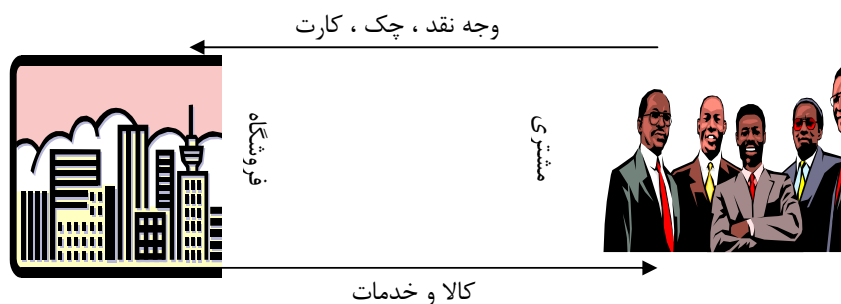 وجه نقد ، چک ، کارت
مشتری
فروشگاه
کالا و خدمات